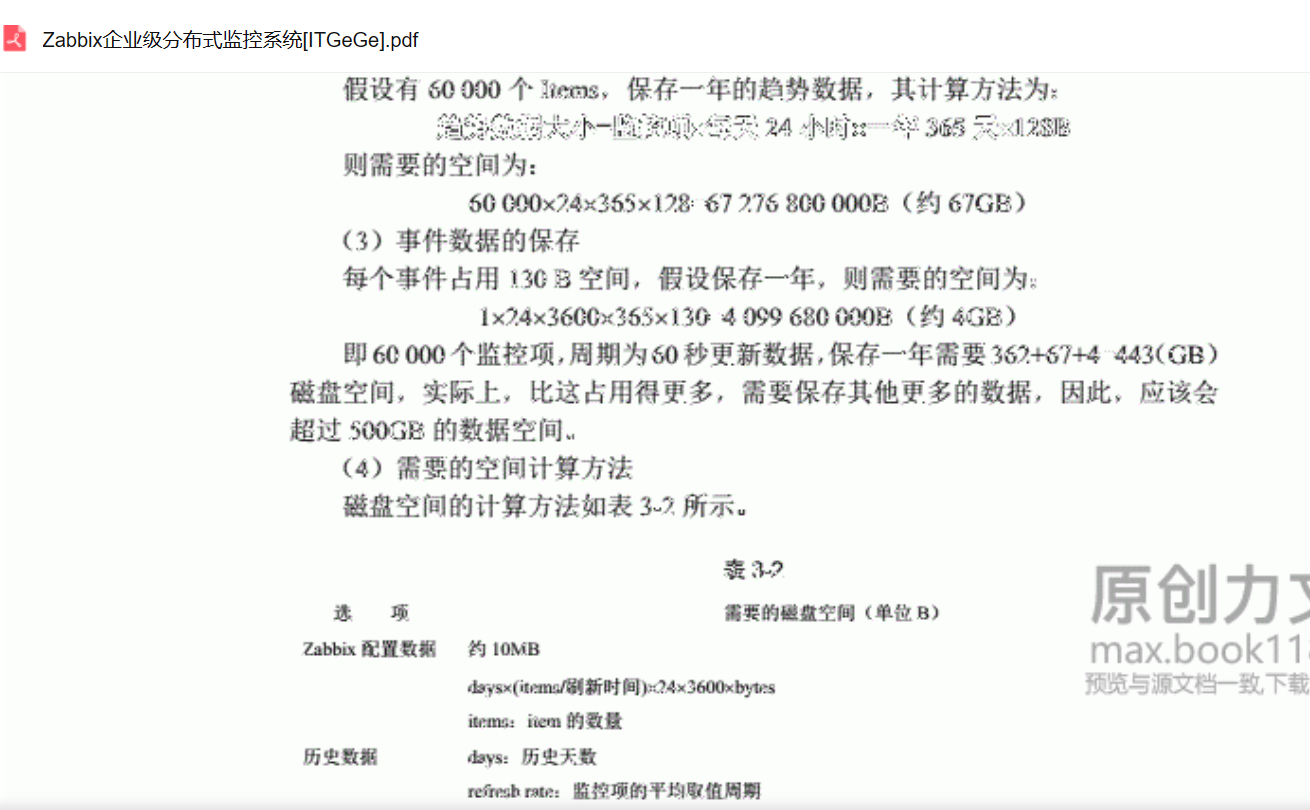 Zabbix企业级分布式监控系统[ITGeGe].pdf
假设有 60 000 个 Items，保存一年的趋势数据，其计算方法为：
趋势数据大小=监控项×每天 24 小时×一年 365 天×128B
则需要的空间为：
60 000×24×365×128=67 276 800 000B（约 67GB）
（3）事件数据的保存
每个事件占用 130 B 空间，假设保存一年，则需要的空间为：
1×24×3600×365×130=4 099 680 000B（约 4GB）
即 60 000 个监控项，周期为 60 秒更新数据，保存一年需要 362+67+4=443(GB)
磁盘空间，实际上，比这占用得更多，需要保存其他更多的数据，因此，应该会
超过 500GB 的数据空间。
（4）需要的空间计算方法
磁盘空间的计算方法如表 3-2 所示。
表 3-2
选 项 需要的磁盘空间（单位 B）
Zabbix 配置数据 约 10MB
days×(items/刷新时间)×24×3600×bytes
items：item 的数量
历史数据 days：历史天数
refresh rate：监控项的平均取值周期
原创力文
max.book118
预览与源文档一致,下载